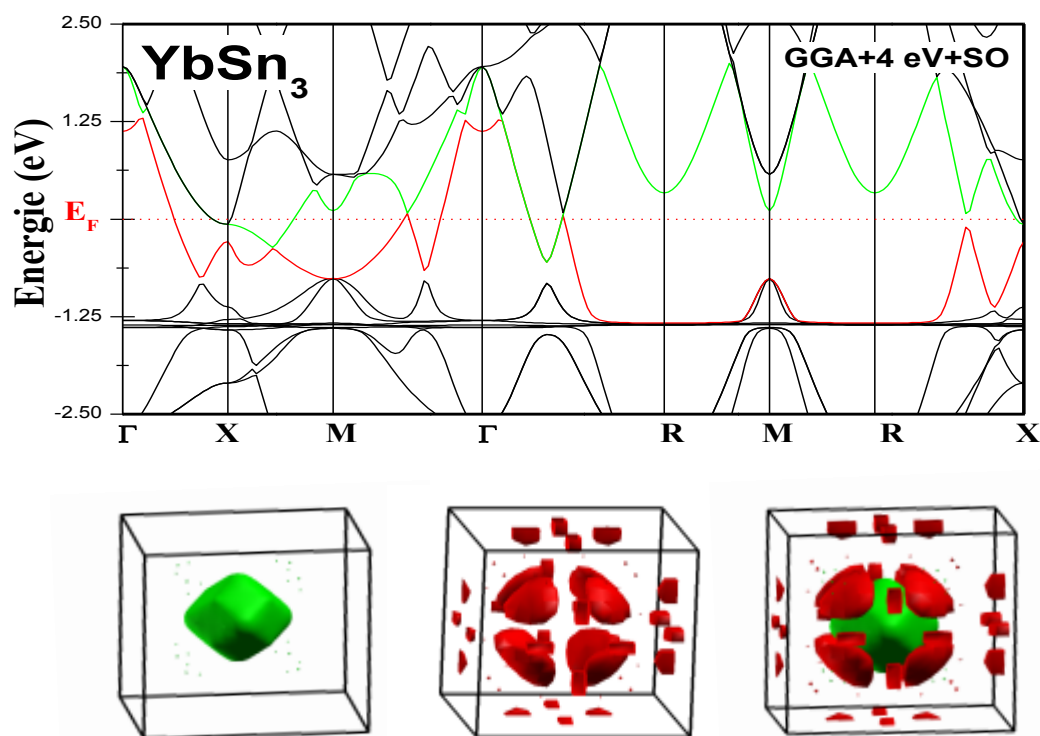 2.50
YbSn3
GGA+4 eV+SO
1.25
EF
-1.25
-2.50
Energie (eV)
Γ X M Γ R M R X